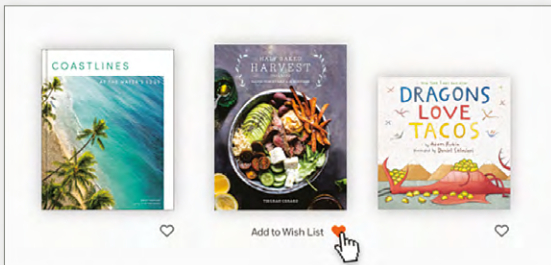 COASTLINES
AT THE WATER'S EDGE
HALF BAKED
HARVEST
TIEGHAN GERARD
DRAGONS
LOVE
TACOS
by Adam Rubin
illustrated by Daniel Salmieri
Add to Wish List